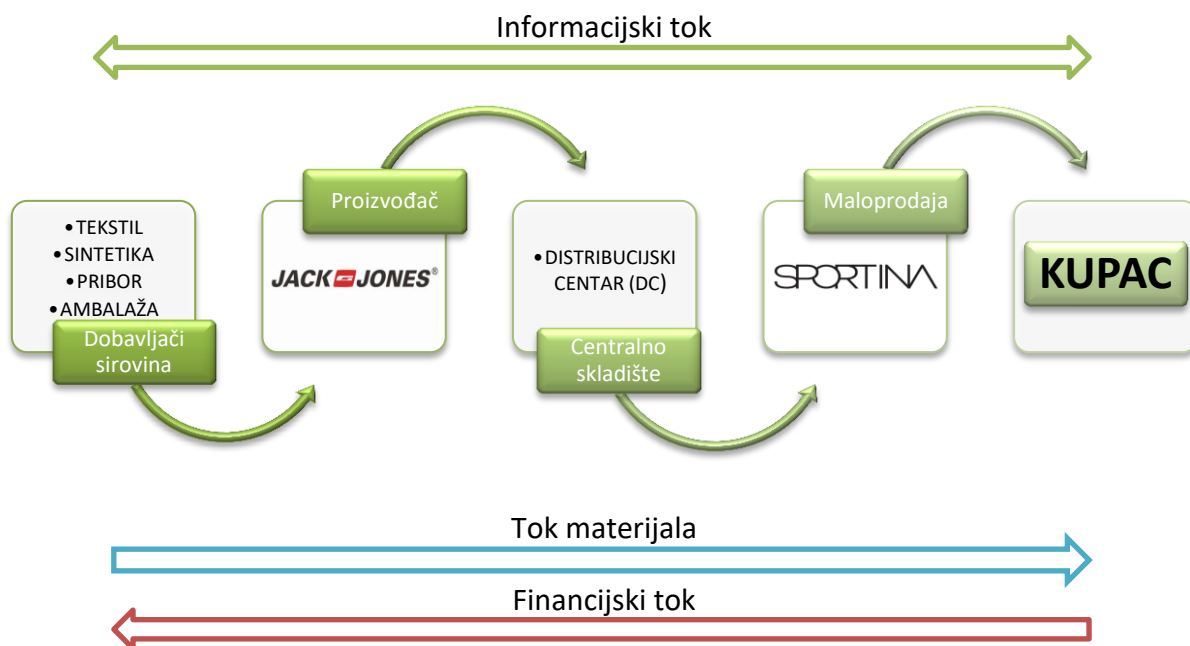 Informacijski tok
•TEKSTIL
•SINTETIKA
•PRIBOR
•AMBALAŽA
Dobavljači
sirovina
Proizvođač
JACK JONES®
•DISTRIBUCIJSKI
CENTAR (DC)
Centralno
skladište
Maloprodaja
SPORTINA
KUPAC
Tok materijala
Financijski tok